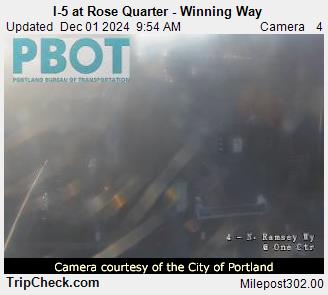 I-5 at Rose Quarter - Winning Way
Updated  Dec 01 2024  9:54 AM  Camera  4
PBOT
PORTLAND BUREAU OF TRANSPORTATION
4 - N. Ramsey Wy
@ One Ctr
Camera courtesy of the City of Portland
TripCheck.com  Milepost302.00